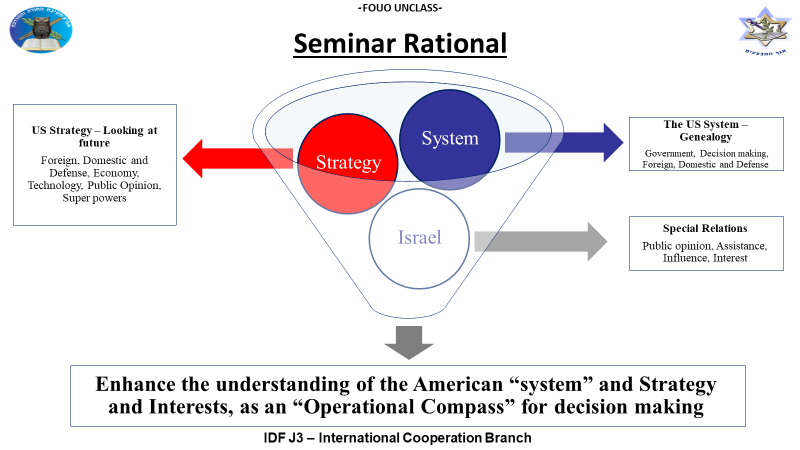 -FOUO UNCLASS-
Seminar Rational
US Strategy – Looking at
future
Foreign, Domestic and
Defense, Economy,
Technology, Public Opinion,
Super powers
Strategy
System
Israel
The US System –
Genealogy
Government, Decision making,
Foreign, Domestic and Defense
Special Relations
Public opinion, Assistance,
Influence, Interest
Enhance the understanding of the American “system” and Strategy
and Interests, as an “Operational Compass” for decision making
IDF J3 – International Cooperation Branch